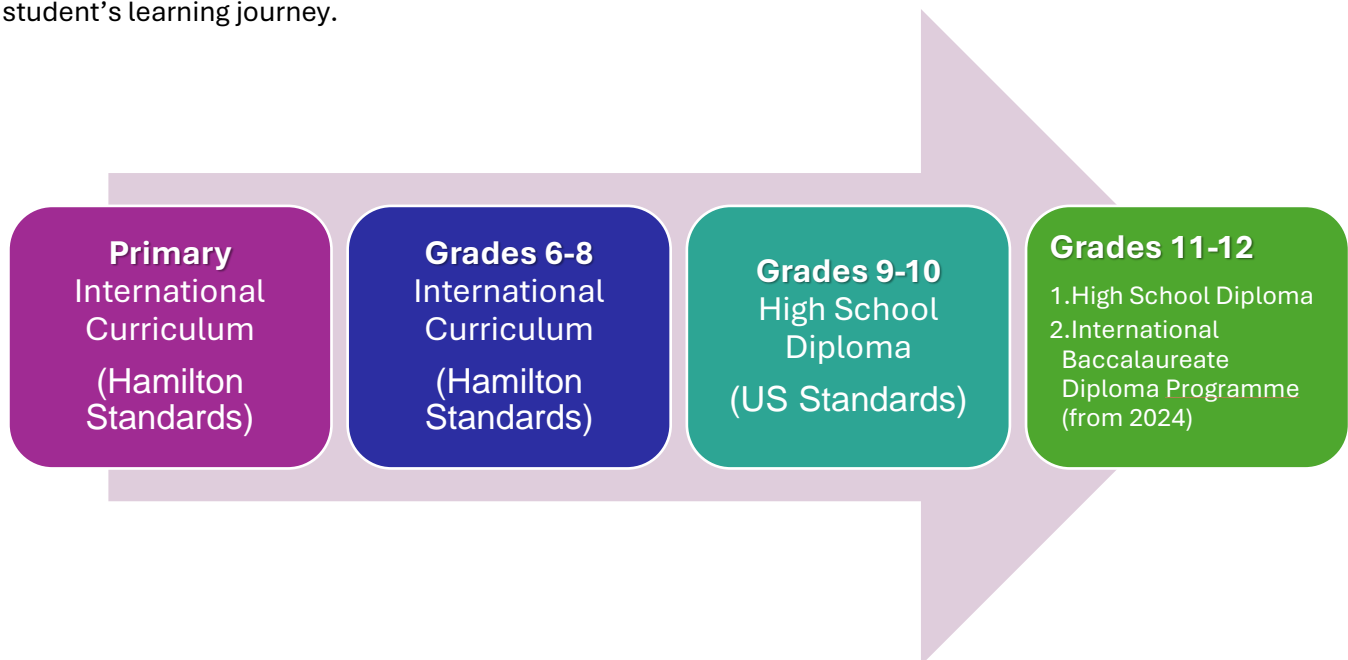 student’s learning journey.
Primary
International
Curriculum
(Hamilton
Standards)
Grades 6-8
International
Curriculum
(Hamilton
Standards)
Grades 9-10
High School
Diploma
(US Standards)
Grades 11-12
1.High School Diploma
2.International
Baccalaureate
Diploma Programme
(from 2024)